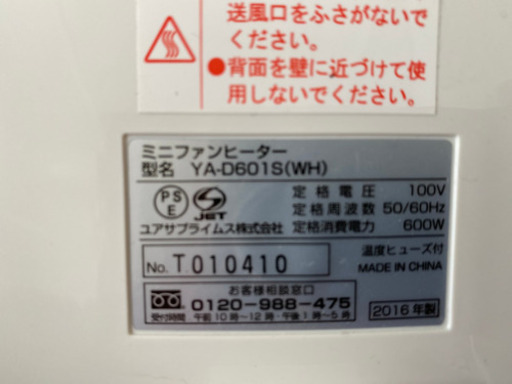 送風口をふさがないで
ください。
●背面を壁に近づけて使
用しないでください。
ミニファンヒーター
型名 YA-D601S(WH)
PS
E
JET
定格電圧 100V
定格周波数 50/60Hz
ユアサプライムス株式会社 定格消費電力 600W
No. T 010410
温度ヒューズ付
MADE IN CHINA
お客様相談窓口
0120-988-475
受付時間 午前10時〜12時・午後1時〜5時
2016年製